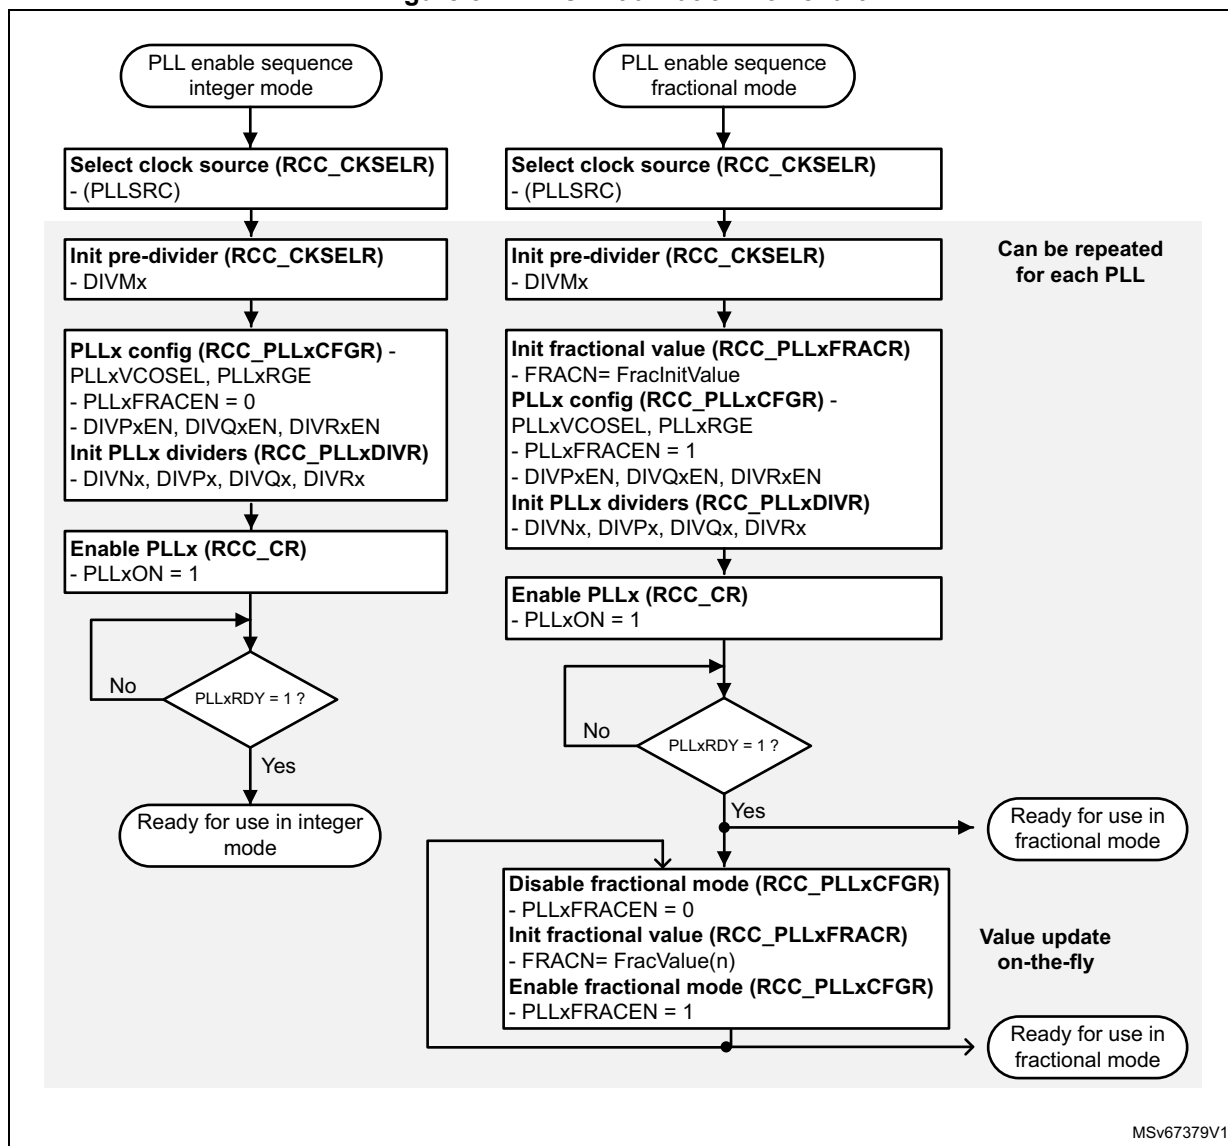 PLL enable sequence
integer mode
Select clock source (RCC_CKSELR)
- (PLLSRC)
Init pre-divider (RCC_CKSELR)
- DIVMx
PLLx config (RCC_PLLxCFGR) -
PLLxVCOSEL, PLLxRGE
- PLLxFRACEN = 0
- DIVPxEN, DIVQxEN, DIVRxEN
Init PLLx dividers (RCC_PLLxDIVR)
- DIVNx, DIVPx, DIVQx, DIVRx
Enable PLLx (RCC_CR)
- PLLxON = 1
No
PLLxRDY = 1 ?
Yes
Ready for use in integer
mode
PLL enable sequence
fractional mode
Select clock source (RCC_CKSELR)
- (PLLSRC)
Init pre-divider (RCC_CKSELR)
- DIVMx
Can be repeated
for each PLL
Init fractional value (RCC_PLLxFRACR)
- FRACN= FracInitValue
PLLx config (RCC_PLLxCFGR) -
PLLxVCOSEL, PLLxRGE
- PLLxFRACEN = 1
- DIVPxEN, DIVQxEN, DIVRxEN
Init PLLx dividers (RCC_PLLxDIVR)
- DIVNx, DIVPx, DIVQx, DIVRx
Enable PLLx (RCC_CR)
- PLLxON = 1
No
PLLxRDY = 1 ?
Yes
Ready for use in
fractional mode
Disable fractional mode (RCC_PLLxCFGR)
- PLLxFRACEN = 0
Init fractional value (RCC_PLLxFRACR)
- FRACN= FracValue(n)
Enable fractional mode (RCC_PLLxCFGR)
- PLLxFRACEN = 1
Value update
on-the-fly
Ready for use in
fractional mode
MSv67379V1